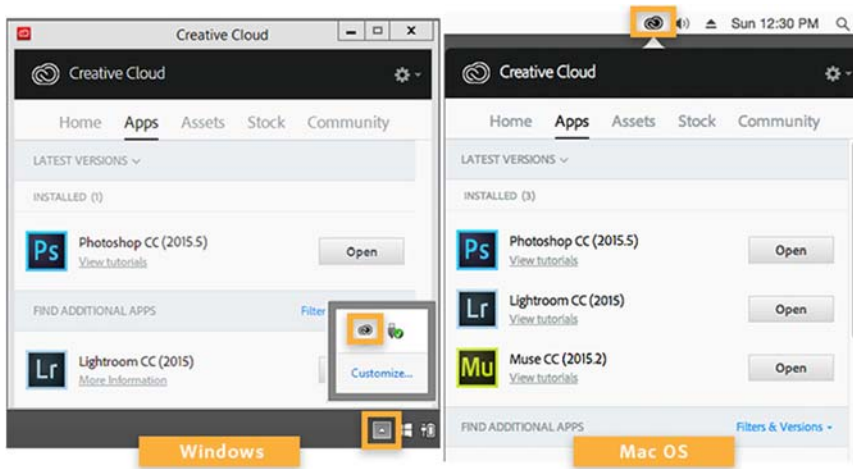 Creative Cloud
Creative Cloud
Home Apps Assets Stock Community
LATEST VERSIONS
INSTALLED (1)
Ps
Photoshop CC (2015.5)
View tutorials
Open
FIND ADDITIONAL APPS
Filter
Lr
Lightroom CC (2015)
More Information
Customize...
Windows
Sun 12:30 PM
Creative Cloud
Home Apps Assets Stock Community
LATEST VERSIONS
INSTALLED (3)
Ps
Photoshop CC (2015.5)
View tutorials
Open
Lr
Lightroom CC (2015)
View tutorials
Open
Mu
Muse CC (2015.2)
View tutorials
Open
FIND ADDITIONAL APPS
Filters & Versions
Mac OS